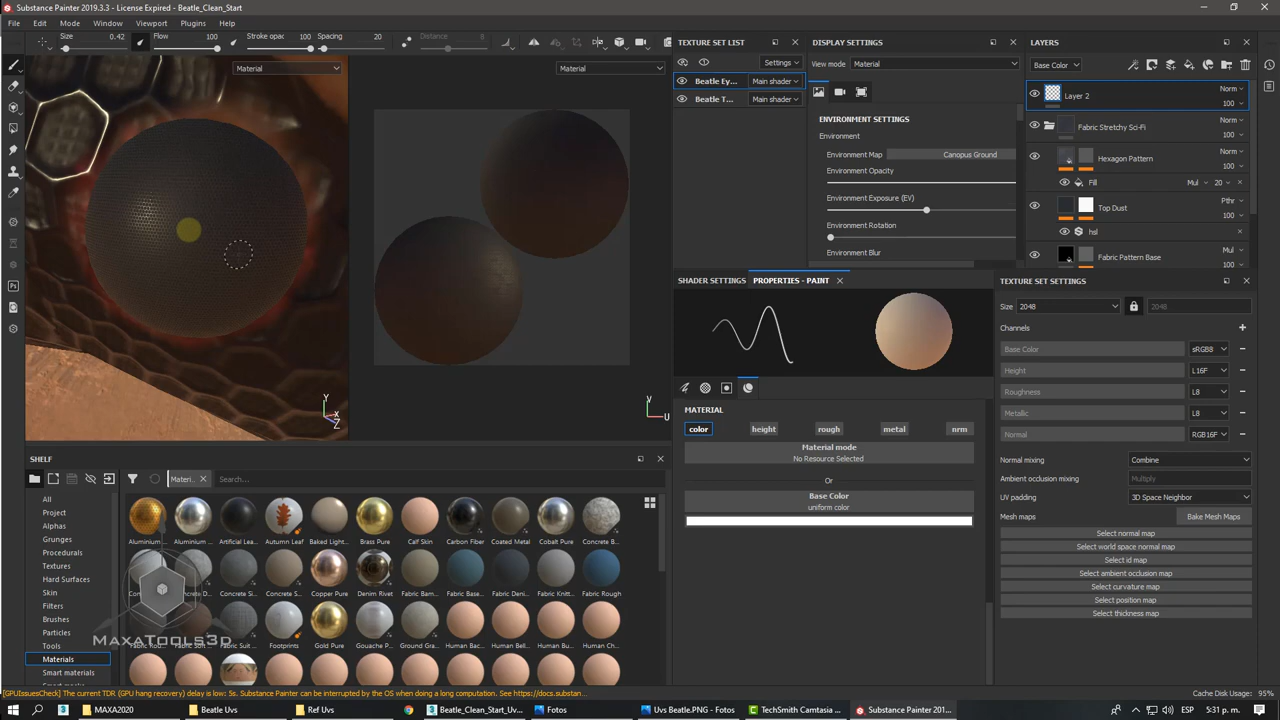 Substance Painter 2019.3.3 - License Expired - Beatle_Clean_Start
File Edit Mode Window Viewport Plugins Help
Size 0.42 Flow 100 Stroke opa... 100 Spacing 20 Distance 8
Material
Material
TEXTURE SET LIST
Settings
Beatle Ey... Main shader
Beatle T... Main shader
DISPLAY SETTINGS
View mode Material
ENVIRONMENT SETTINGS
Environment
Environment Map Canopus Ground
Environment Opacity
Environment Exposure (EV)
Environment Rotation
Environment Blur
LAYERS
Base Color
Layer 2 Norm 100
Fabric Stretchy Sci-Fi Norm 100
Hexagon Pattern Norm 100
Fill Mul 20
Top Dust Pthr 100
hsl
Fabric Pattern Base Mul 100
SHADER SETTINGS PROPERTIES - PAINT
MATERIAL
color height rough metal nrm
Material mode
No Resource Selected
Or
Base Color
uniform color
TEXTURE SET SETTINGS
Size 2048 2048
Channels
Base Color sRGB8
Height L16F
Roughness L8
Metallic L8
Normal RGB16F
Normal mixing Combine
Ambient occlusion mixing Multiply
UV padding 3D Space Neighbor
Mesh maps Bake Mesh Maps
Select normal map
Select world space normal map
Select id map
Select ambient occlusion map
Select curvature map
Select position map
Select thickness map
Y X Z
V U
SHELF
Materi... Search...
All
Project
Alphas
Grunges
Procedurals
Textures
Hard Surfaces
Skin
Filters
Brushes
Particles
Tools
Materials
Smart materials
Aluminium ... Aluminium ... Artificial Lea... Autumn Leaf Baked Light... Brass Pure Calf Skin Carbon Fiber Coated Metal Cobalt Pure Concrete B...
Concrete Si... Concrete S... Copper Pure Denim Rivet Fabric Barn... Fabric Base... Fabric Deni... Fabric Knitt... Fabric Rough
Fabric Rou... Fabric Soft ... Fabric Suit ... Footprints Gold Pure Gouache P... Ground Gra... Human Bac... Human Bell... Human Bu... Human Ch...
MAXATOOLS3D
[GPUIssuesCheck] The current TDR (GPU hang recovery) delay is low: 5s. Substance Painter can be interrupted by the OS when doing a long computation. See https://docs.substan...
Cache Disk Usage: 95%
MAXA2020 Beatle Uvs Ref Uvs Beatle_Clean_Start_Uv... Fotos Uvs Beatle.PNG - Fotos TechSmith Camtasia ... Substance Painter 201... ESP 5:31 p. m.